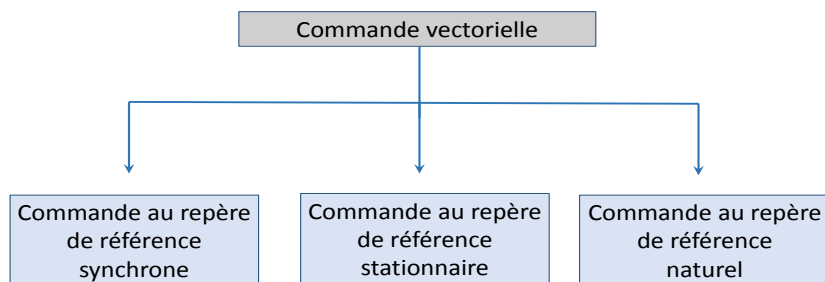 Commande vectorielle
Commande au repère
de référence
synchrone
Commande au repère
de référence
stationnaire
Commande au repère
de référence
naturel